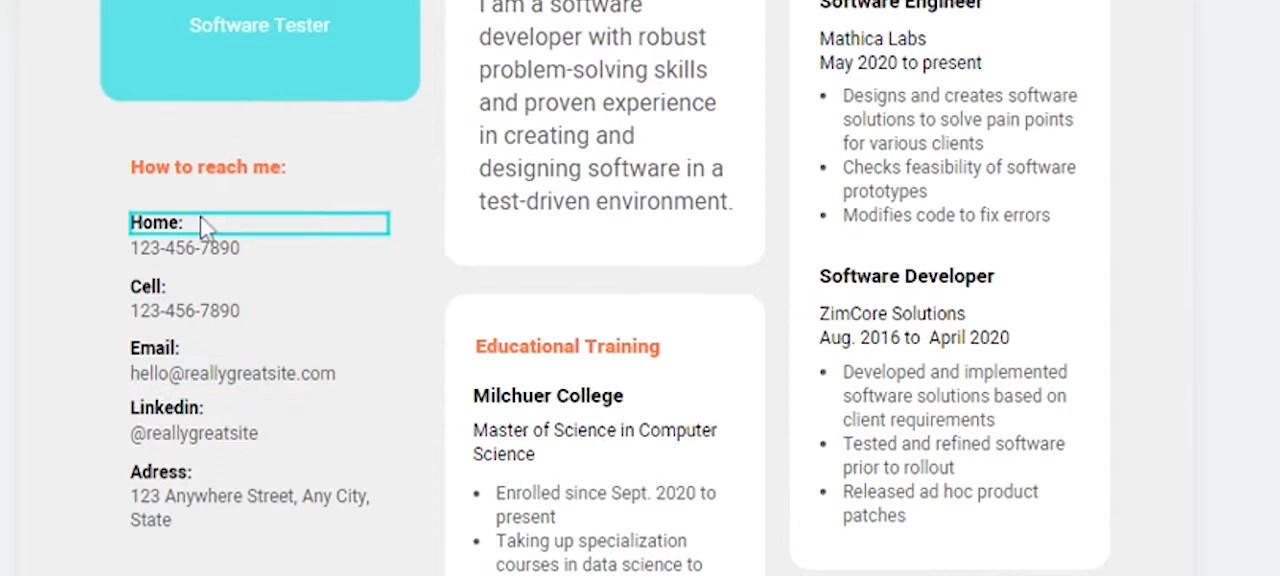 Software Tester
How to reach me:
Home:
123-456-7890
Cell:
123-456-7890
Email:
hello@reallygreatsite.com
Linkedin:
@reallygreatsite
Adress:
123 Anywhere Street, Any City,
State
I am a software
developer with robust
problem-solving skills
and proven experience
in creating and
designing software in a
test-driven environment.
Educational Training
Milchuer College
Master of Science in Computer
Science
• Enrolled since Sept. 2020 to
present
• Taking up specialization
courses in data science to
Software Engineer
Mathica Labs
May 2020 to present
• Designs and creates software
solutions to solve pain points
for various clients
• Checks feasibility of software
prototypes
• Modifies code to fix errors
Software Developer
ZimCore Solutions
Aug. 2016 to April 2020
• Developed and implemented
software solutions based on
client requirements
• Tested and refined software
prior to rollout
• Released ad hoc product
patches